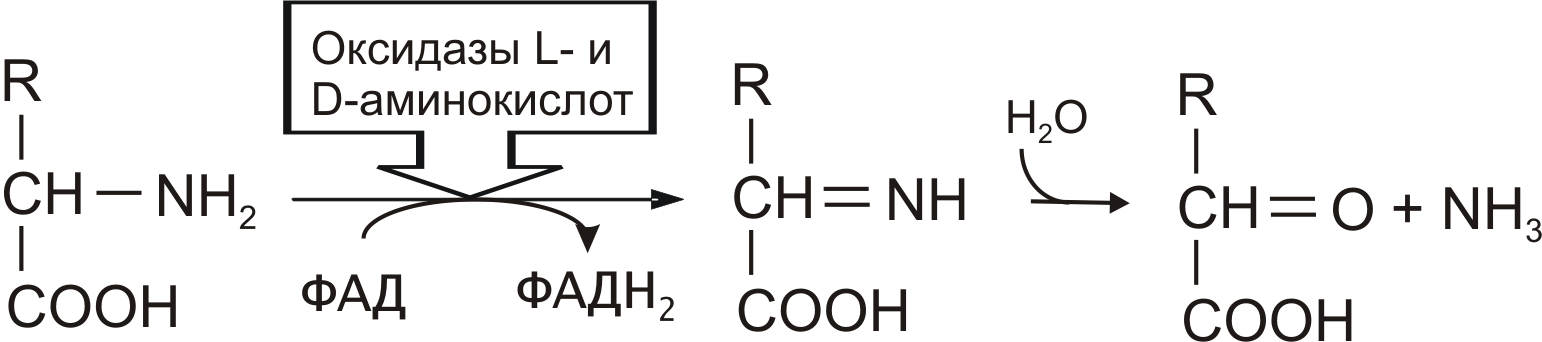 Оксидазы L- и
D-аминокислот
R
CH — NH₂
COOH
ФАД
ФАДН₂
R
CH = NH
COOH
H₂O
R
CH = O + NH₃
COOH